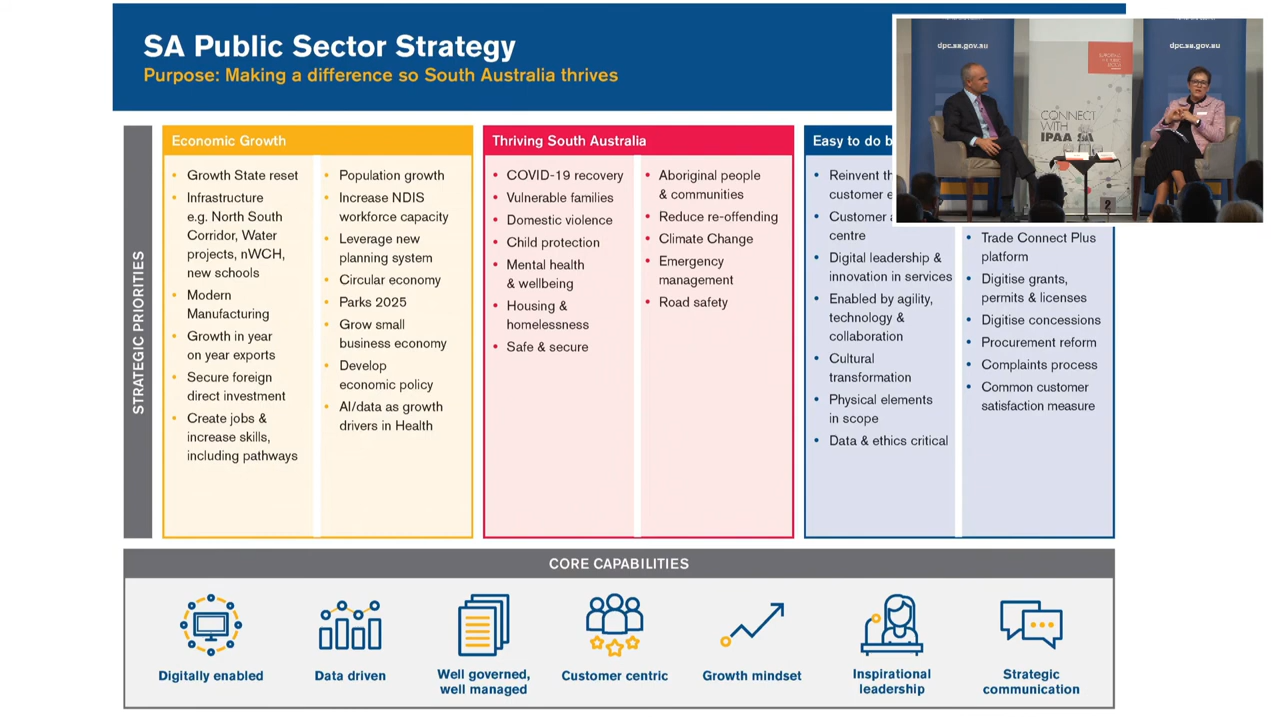 SA Public Sector Strategy
Purpose: Making a difference so South Australia thrives
dpc.sa.gov.au
dpc.sa.gov.au
CONNECT
WITH
IPAA SA
2
STRATEGIC PRIORITIES
Economic Growth
• Growth State reset
• Infrastructure
e.g. North South
Corridor, Water
projects, nWCH,
new schools
• Modern
Manufacturing
• Growth in year
on year exports
• Secure foreign
direct investment
• Create jobs &
increase skills,
including pathways
• Population growth
• Increase NDIS
workforce capacity
• Leverage new
planning system
• Circular economy
• Parks 2025
• Grow small
business economy
• Develop
economic policy
• AI/data as growth
drivers in Health
Thriving South Australia
• COVID-19 recovery
• Vulnerable families
• Domestic violence
• Child protection
• Mental health
& wellbeing
• Housing &
homelessness
• Safe & secure
• Aboriginal people
& communities
• Reduce re-offending
• Climate Change
• Emergency
management
• Road safety
Easy to do b
• Reinvent th
customer e
• Customer a
centre
• Digital leadership &
innovation in services
• Enabled by agility,
technology &
collaboration
• Cultural
transformation
• Physical elements
in scope
• Data & ethics critical
• Trade Connect Plus
platform
• Digitise grants,
permits & licenses
• Digitise concessions
• Procurement reform
• Complaints process
• Common customer
satisfaction measure
CORE CAPABILITIES
Digitally enabled
Data driven
Well governed,
well managed
Customer centric
Growth mindset
Inspirational
leadership
Strategic
communication